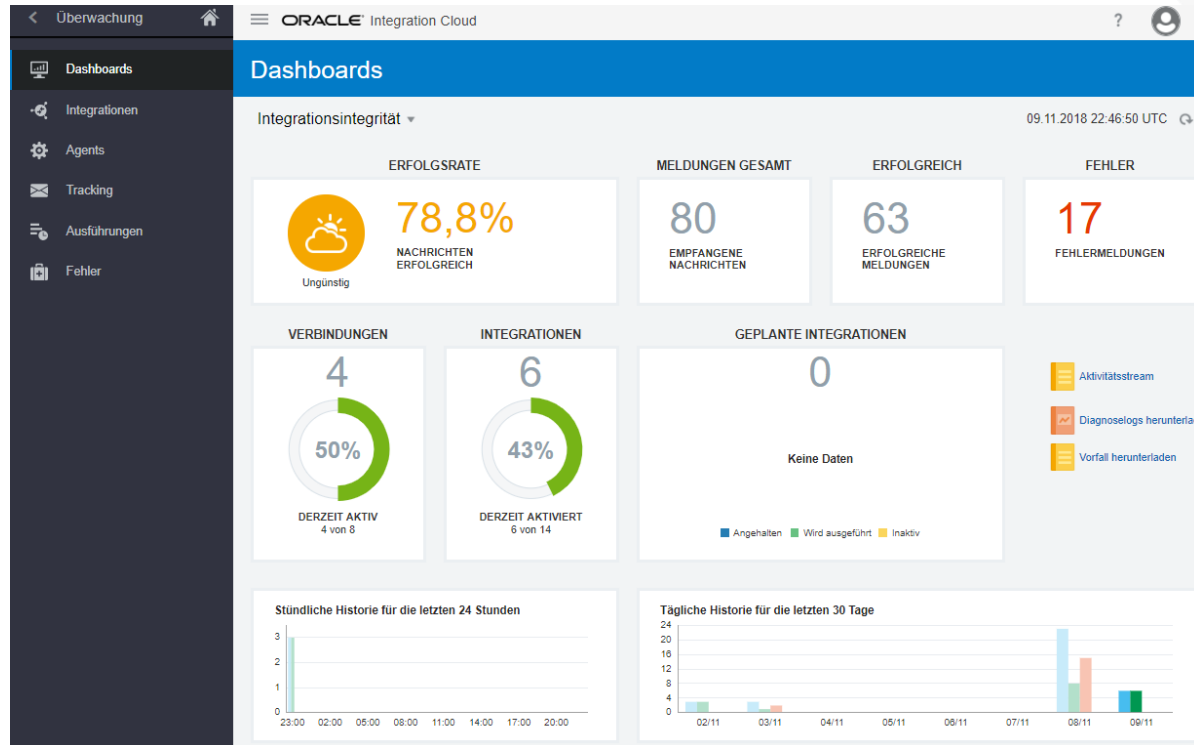 Überwachung
ORACLE Integration Cloud
?
Dashboards
Integrationen
Agents
Tracking
Ausführungen
Fehler
Dashboards
Integrationsintegrität
09.11.2018 22:46:50 UTC
ERFOLGSRATE
MELDUNGEN GESAMT
ERFOLGREICH
FEHLER
Ungünstig
78,8%
NACHRICHTEN
ERFOLGREICH
80
EMPFANGENE
NACHRICHTEN
63
ERFOLGREICHE
MELDUNGEN
17
FEHLERMELDUNGEN
VERBINDUNGEN
INTEGRATIONEN
GEPLANTE INTEGRATIONEN
4
50%
DERZEIT AKTIV
4 von 8
6
43%
DERZEIT AKTIVIERT
6 von 14
0
Keine Daten
Angehalten Wird ausgeführt Inaktiv
Aktivitätsstream
Diagnoselogs herunterla
Vorfall herunterladen
Stündliche Historie für die letzten 24 Stunden
3
2
1
0
23:00 02:00 05:00 08:00 11:00 14:00 17:00 20:00
Tägliche Historie für die letzten 30 Tage
24
20
16
12
8
4
0
02/11 03/11 04/11 05/11 06/11 07/11 08/11 09/11